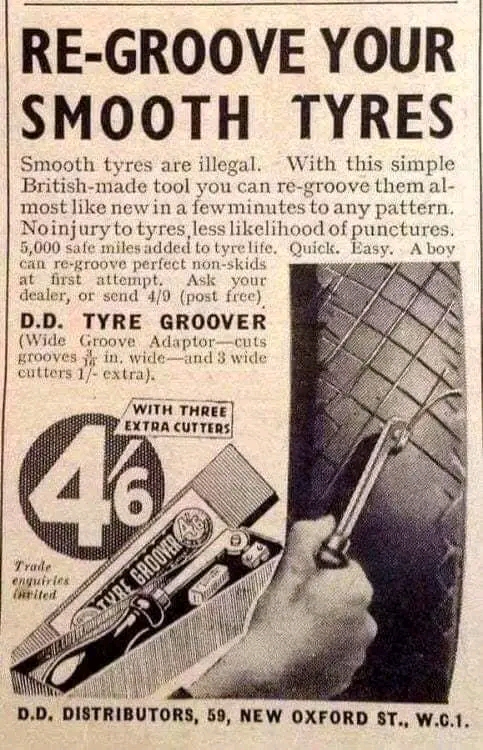 RE-GROOVE YOUR
SMOOTH TYRES
Smooth tyres are illegal. With this simple
British-made tool you can re-groove them al-
most like new in a few minutes to any pattern.
No injury to tyres, less likelihood of punctures.
5,000 safe miles added to tyre life. Quick. Easy. A boy
can re-groove perfect non-skids
at first attempt. Ask your
dealer, or send 4/9 (post free).
D.D. TYRE GROOVER
(Wide Groove Adaptor—cuts
grooves 3/16 in. wide—and 3 wide
cutters 1/- extra).
WITH THREE
EXTRA CUTTERS
4/6
TYRE GROOVER 4/6
Trade
enquiries
invited
D.D. DISTRIBUTORS, 59, NEW OXFORD ST., W.C.1.